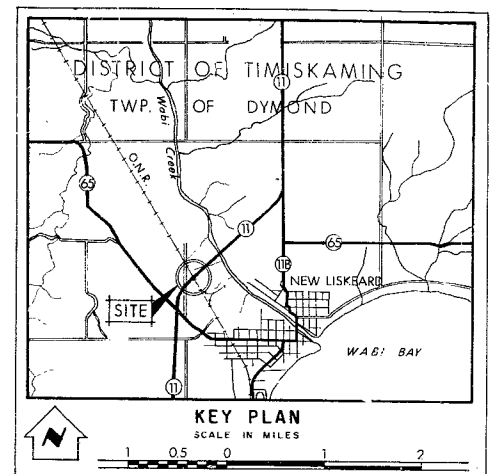 DISTRICT OF TIMISKAMING
11
TWP. OF DYMOND
Wabi
Creek
O.N.R.
65
11
65
11B
NEW LISKEARD
SITE
WABI BAY
11
KEY PLAN
SCALE IN MILES
N
1 0.5 0 1 2